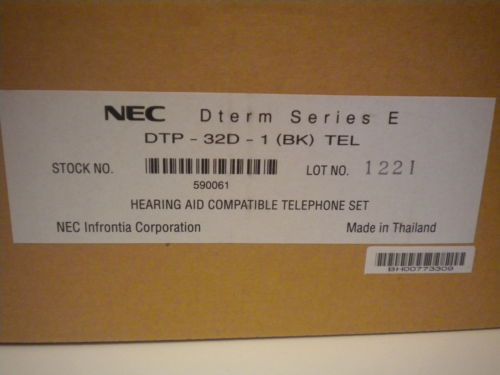 NEC Dterm Series E
DTP - 32D - 1 (BK) TEL
STOCK NO.
590061
LOT NO. 1221
HEARING AID COMPATIBLE TELEPHONE SET
NEC Infrontia Corporation
Made in Thailand
BH00773309